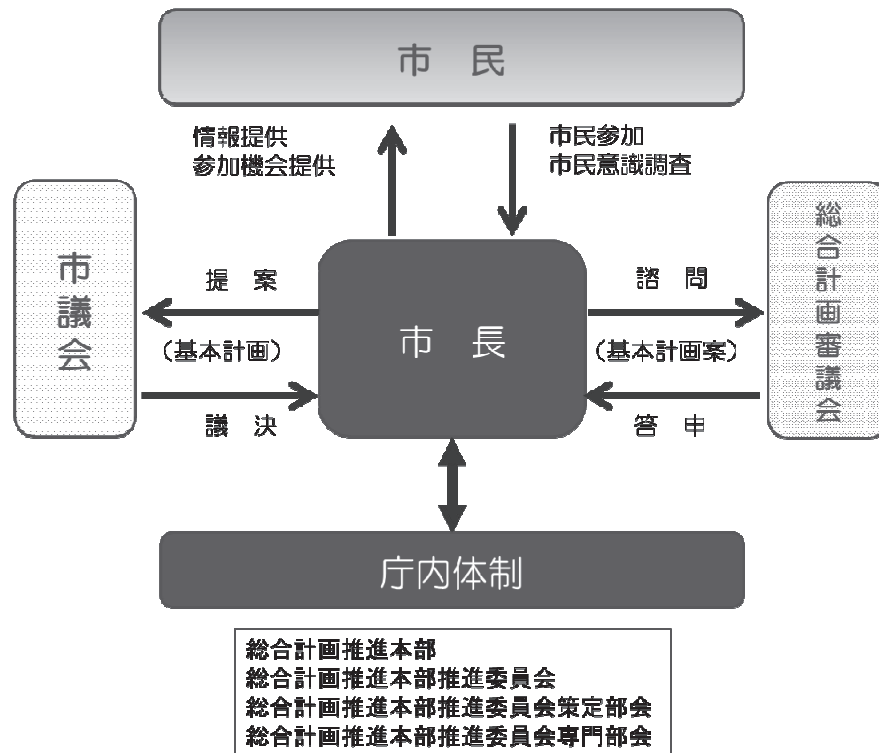 市 民
情報提供
参加機会提供
市民参加
市民意識調査
市議会
提 案
(基本計画)
議 決
市 長
諮 問
(基本計画案)
答 申
総合計画審議会
庁内体制
総合計画推進本部
総合計画推進本部推進委員会
総合計画推進本部推進委員会策定部会
総合計画推進本部推進委員会専門部会